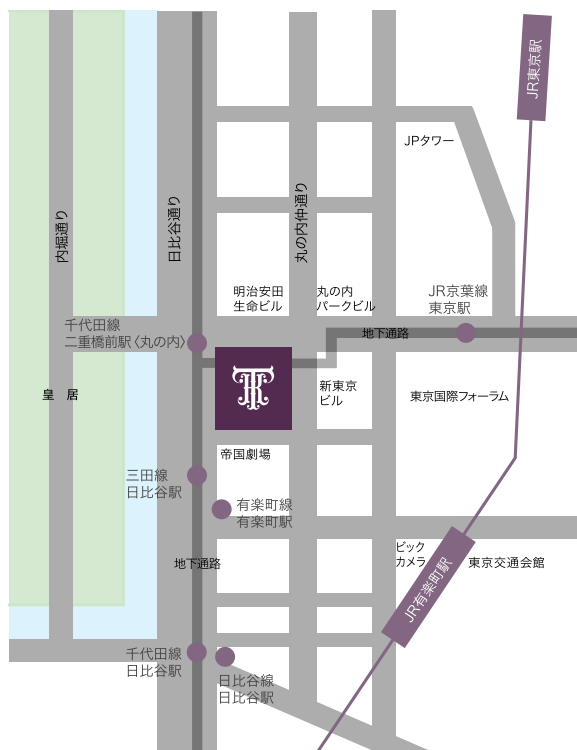 JR東京駅
JPタワー
内堀通り
日比谷通り
丸の内仲通り
明治安田
生命ビル
丸の内
パークビル
JR京葉線
東京駅
千代田線
二重橋前駅〈丸の内〉
地下通路
皇 居
新東京
ビル
東京国際フォーラム
帝国劇場
三田線
日比谷駅
有楽町線
有楽町駅
地下通路
ビック
カメラ
JR有楽町駅
東京交通会館
千代田線
日比谷駅
日比谷線
日比谷駅